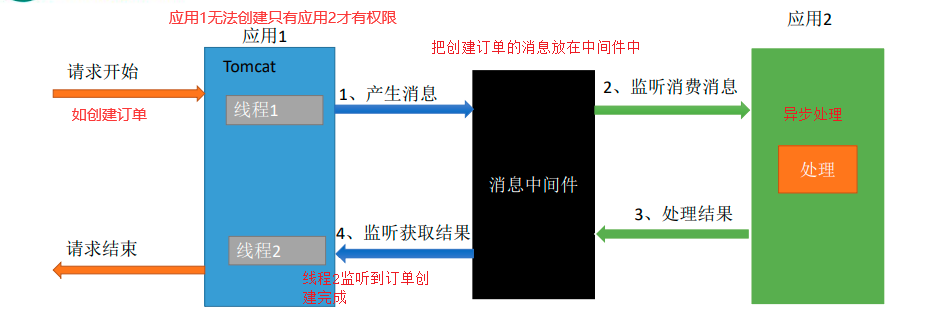 应用1无法创建只有应用2才有权限
应用1
应用2
Tomcat
请求开始
如创建订单
线程1
1、产生消息
把创建订单的消息放在中间件中
2、监听消费消息
异步处理
处理
消息中间件
3、处理结果
4、监听获取结果
线程2
请求结束
线程2监听到订单创
建完成